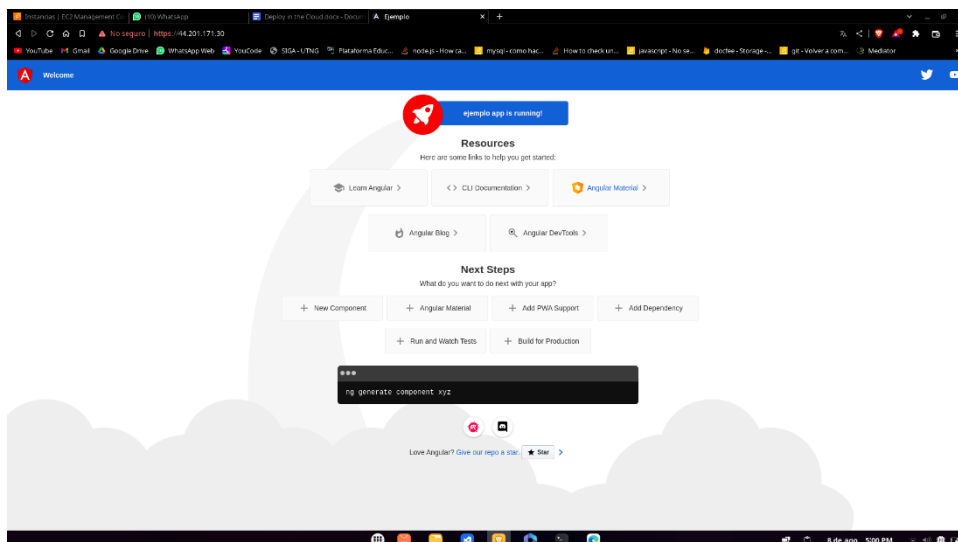 Instancias | EC2 Management Co
(10) WhatsApp
Deploy in the Cloud.docx - Docum
Ejemplo
No seguro | https://44.201.171.30
YouTube
Gmail
Google Drive
WhatsApp Web
YouCode
SIGA - UTNG
Plataforma Educ...
node.js - How ca...
mysql - como hac...
How to check un...
javascript - No se...
docfee - Storage -...
git - Volver a com...
Mediator
Welcome
ejemplo app is running!
Resources
Here are some links to help you get started:
Learn Angular
CLI Documentation
Angular Material
Angular Blog
Angular DevTools
Next Steps
What do you want to do next with your app?
New Component
Angular Material
Add PWA Support
Add Dependency
Run and Watch Tests
Build for Production
ng generate component xyz
Love Angular? Give our repo a star. Star
8 de ago 5:00 PM